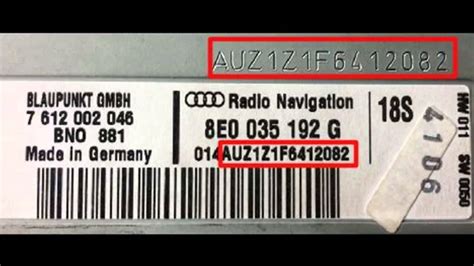 AUZ1Z1F6412082
BLAUPUNKT GMBH
7 612 002 046
BNO 881
Made in Germany
Radio Navigation
8E0 035 192 G
014AUZ1Z1F6412082
18S
4106
HW 011
SW 0050